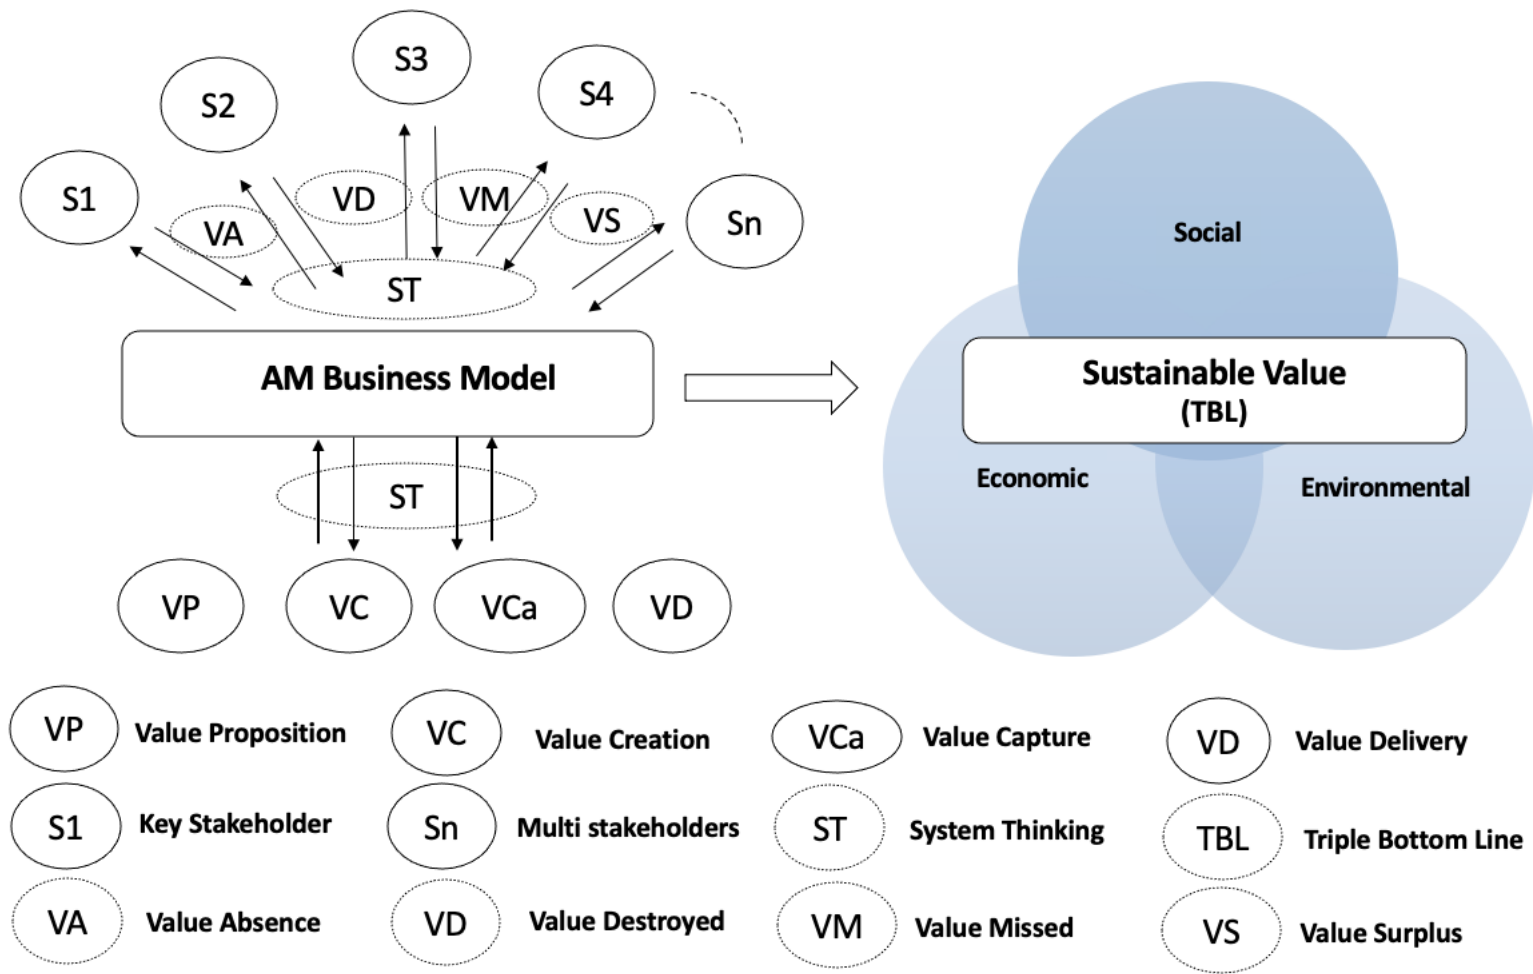 S1
S2
S3
S4
Sn
VA
VD
VM
VS
ST
AM Business Model
ST
VP
VC
VCa
VD
Social
Sustainable Value
(TBL)
Economic
Environmental
VP Value Proposition
VC Value Creation
VCa Value Capture
VD Value Delivery
S1 Key Stakeholder
Sn Multi stakeholders
ST System Thinking
TBL Triple Bottom Line
VA Value Absence
VD Value Destroyed
VM Value Missed
VS Value Surplus